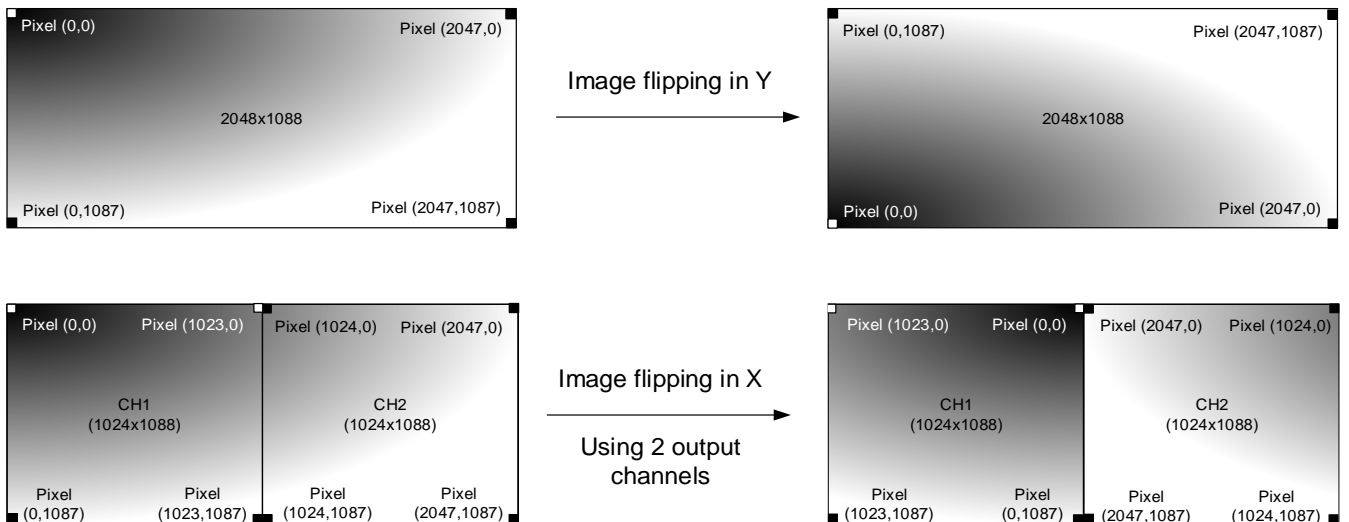 Pixel (0,0)
Pixel (2047,0)
2048x1088
Pixel (0,1087)
Pixel (2047,1087)
Image flipping in Y
Pixel (0,1087)
Pixel (2047,1087)
2048x1088
Pixel (0,0)
Pixel (2047,0)
Pixel (0,0)
Pixel (1023,0)
Pixel (1024,0)
Pixel (2047,0)
CH1
(1024x1088)
CH2
(1024x1088)
Pixel
(0,1087)
Pixel
(1023,1087)
Pixel
(1024,1087)
Pixel
(2047,1087)
Image flipping in X
Using 2 output
channels
Pixel (1023,0)
Pixel (0,0)
Pixel (2047,0)
Pixel (1024,0)
CH1
(1024x1088)
CH2
(1024x1088)
Pixel
(1023,1087)
Pixel
(0,1087)
Pixel
(2047,1087)
Pixel
(1024,1087)